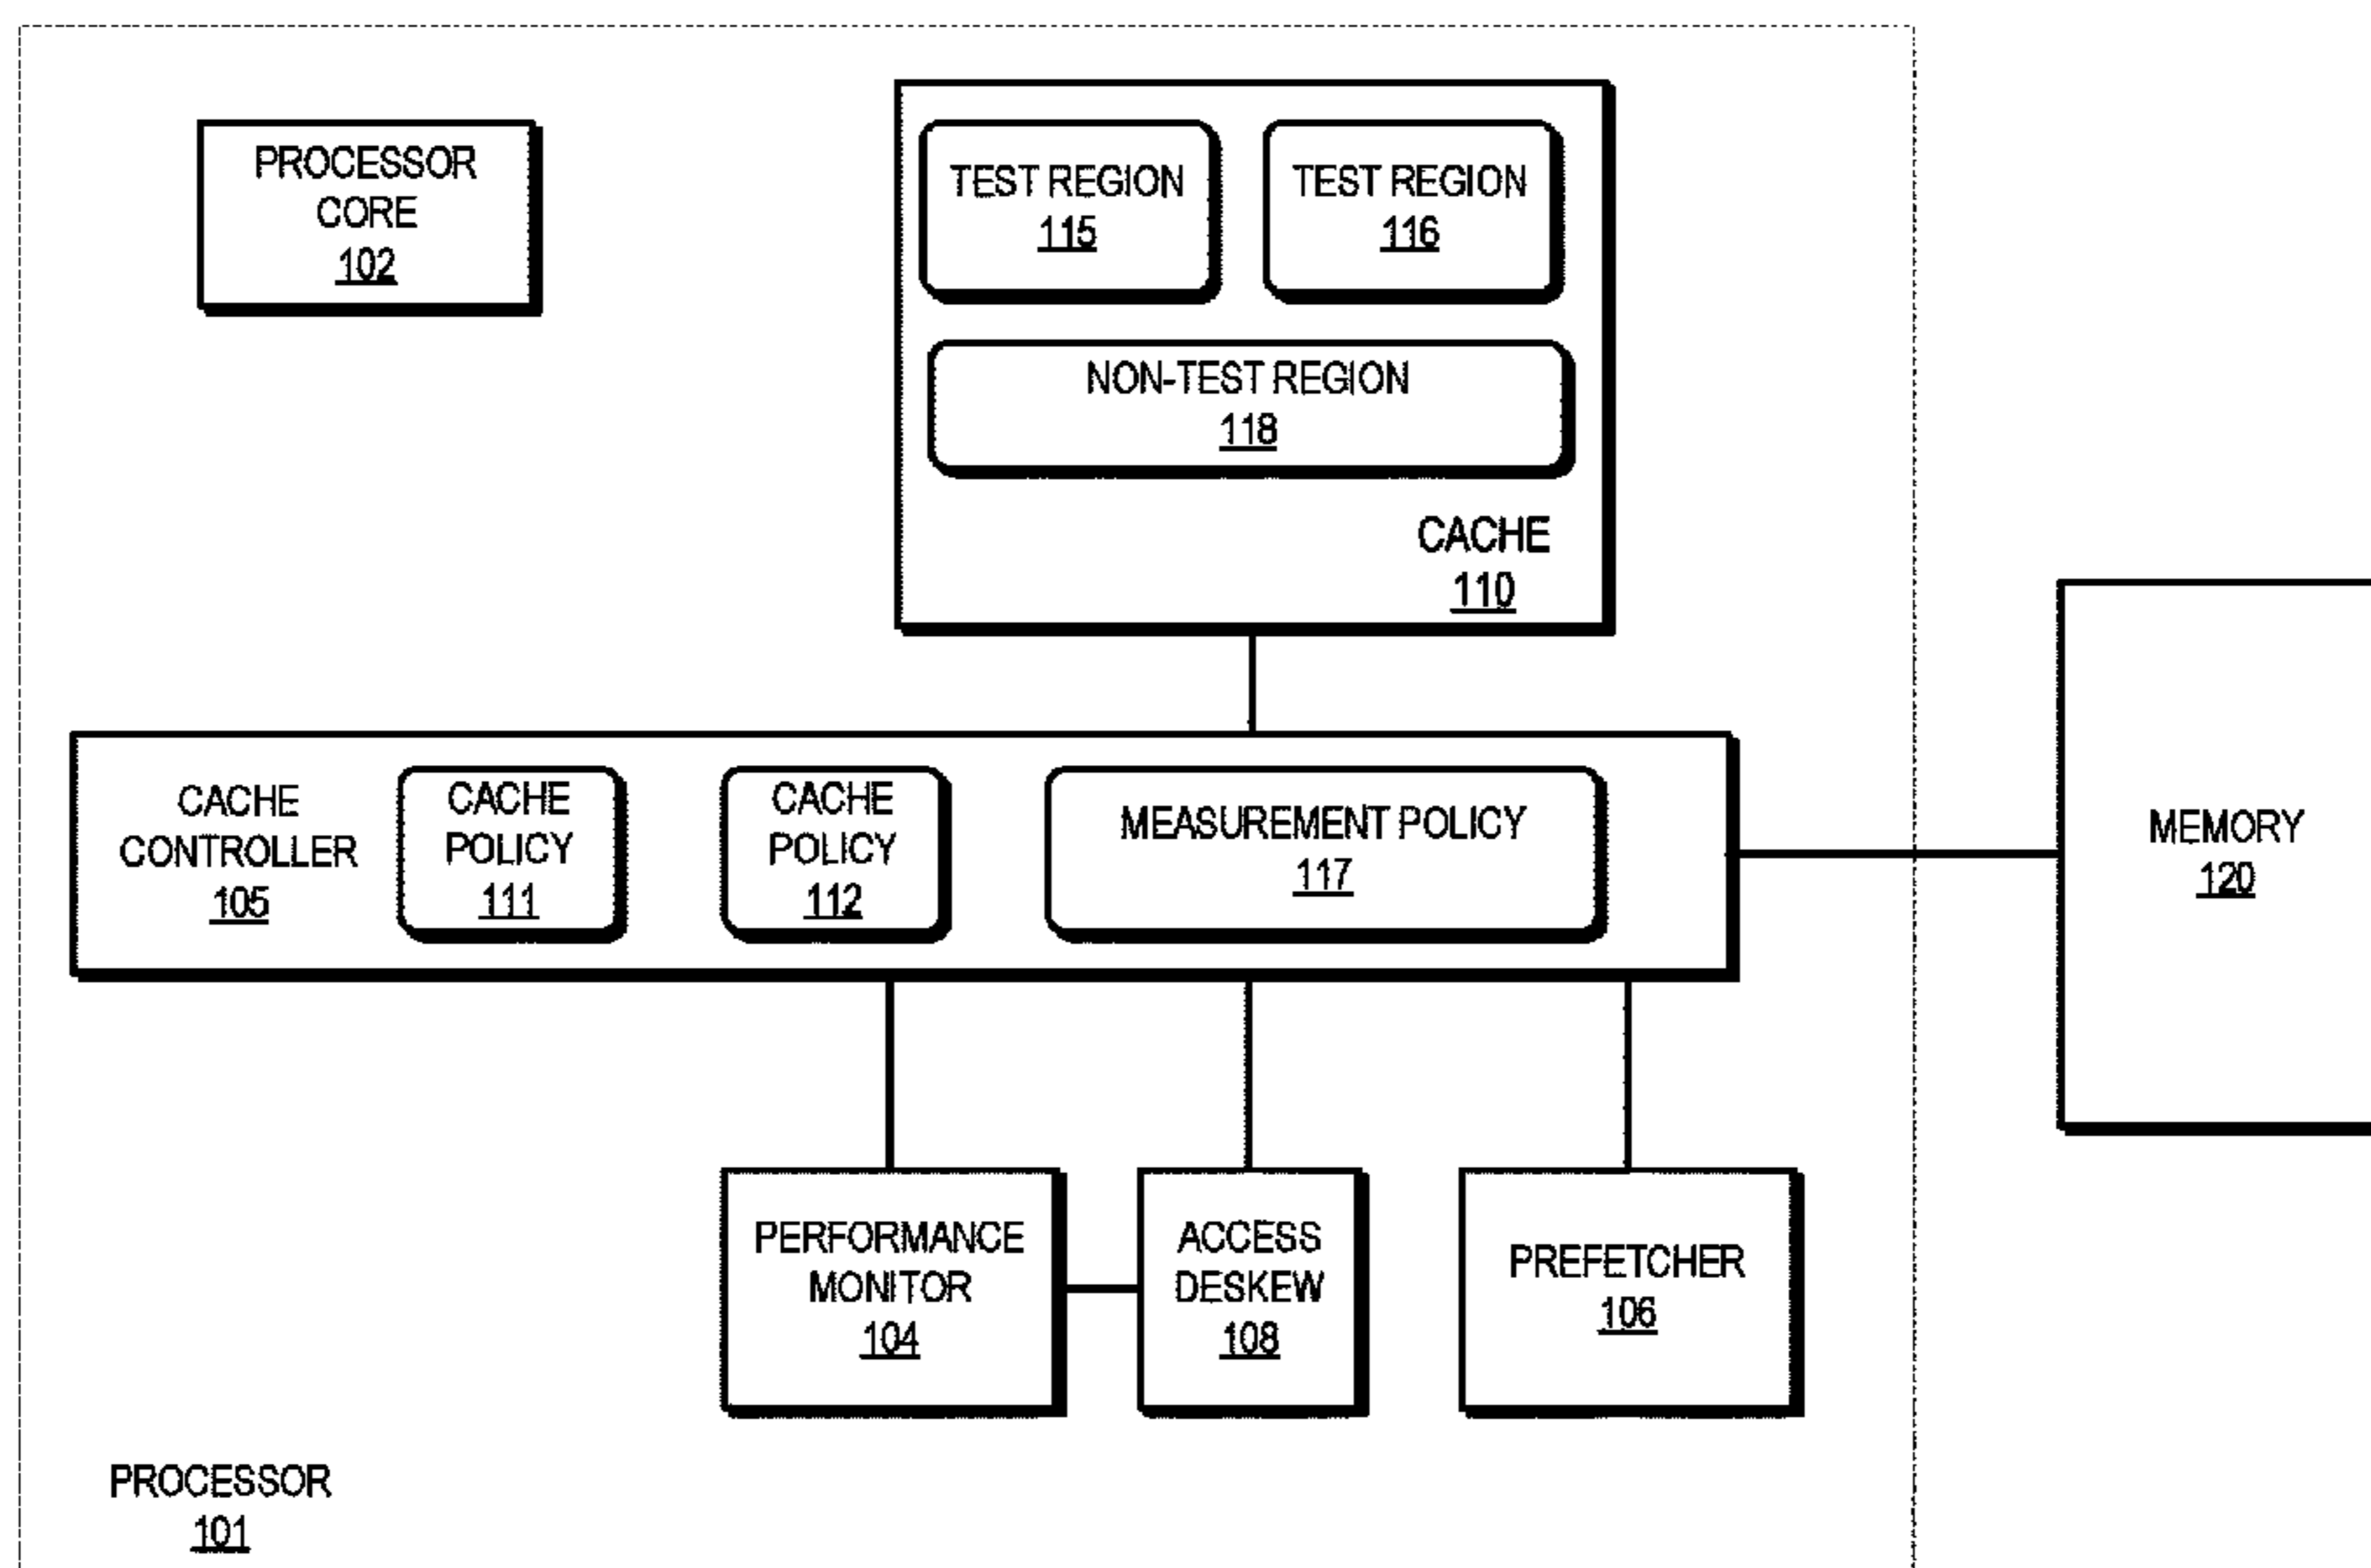 PROCESSOR
CORE
102
TEST REGION
115
TEST REGION
116
NON-TEST REGION
118
CACHE
110
CACHE
CONTROLLER
105
CACHE
POLICY
111
CACHE
POLICY
112
MEASUREMENT POLICY
117
MEMORY
120
PERFORMANCE
MONITOR
104
ACCESS
DESKEW
108
PREFETCHER
106
PROCESSOR
101